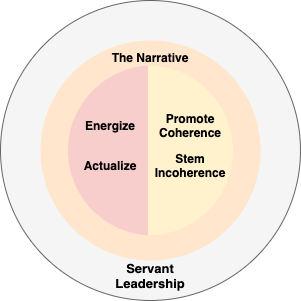 The Narrative
Energize
Actualize
Promote
Coherence
Stem
Incoherence
Servant
Leadership